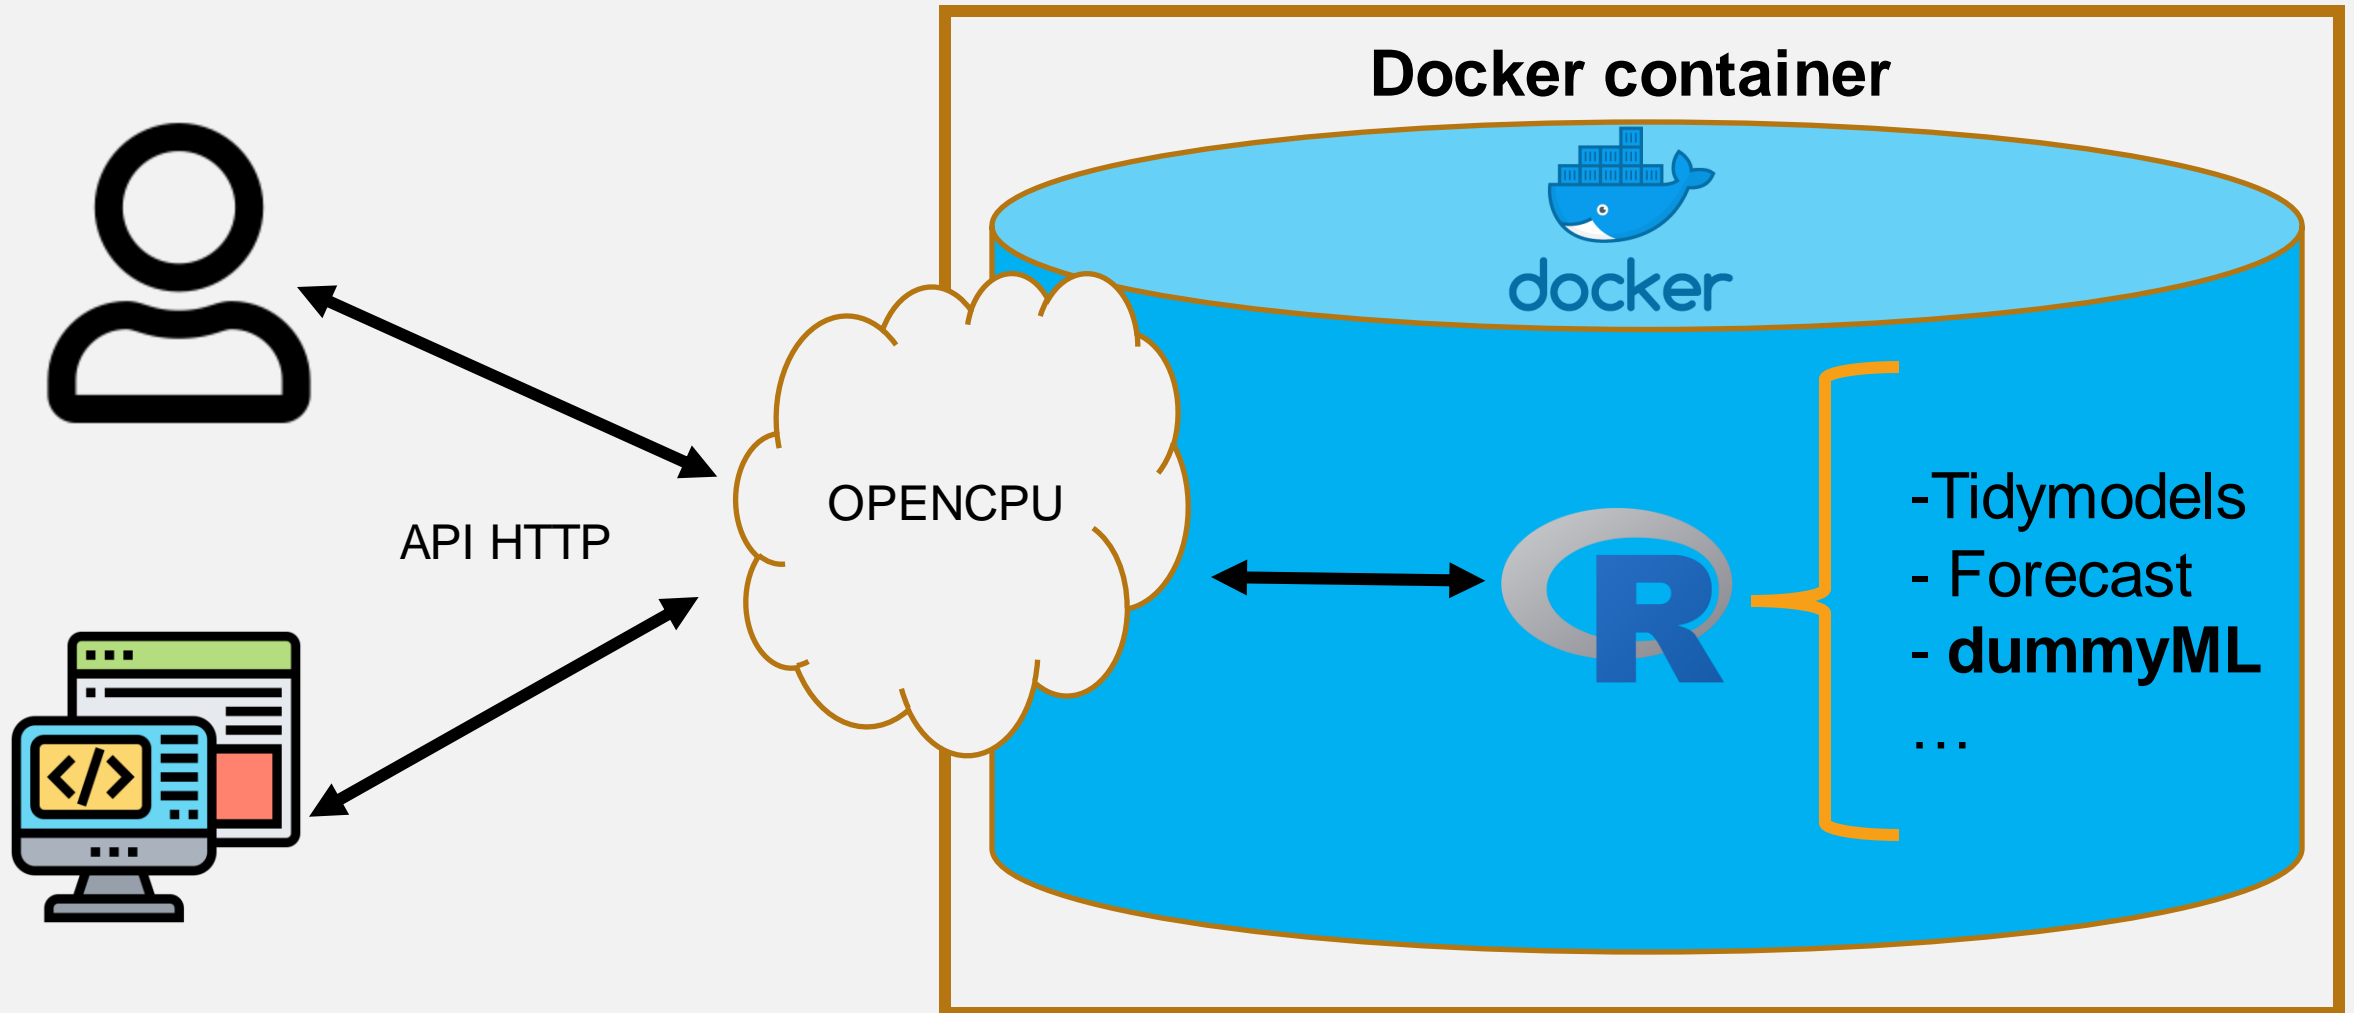 Docker container
docker
API HTTP
OPENCPU
</>
R
-Tidymodels
- Forecast
- dummyML
...